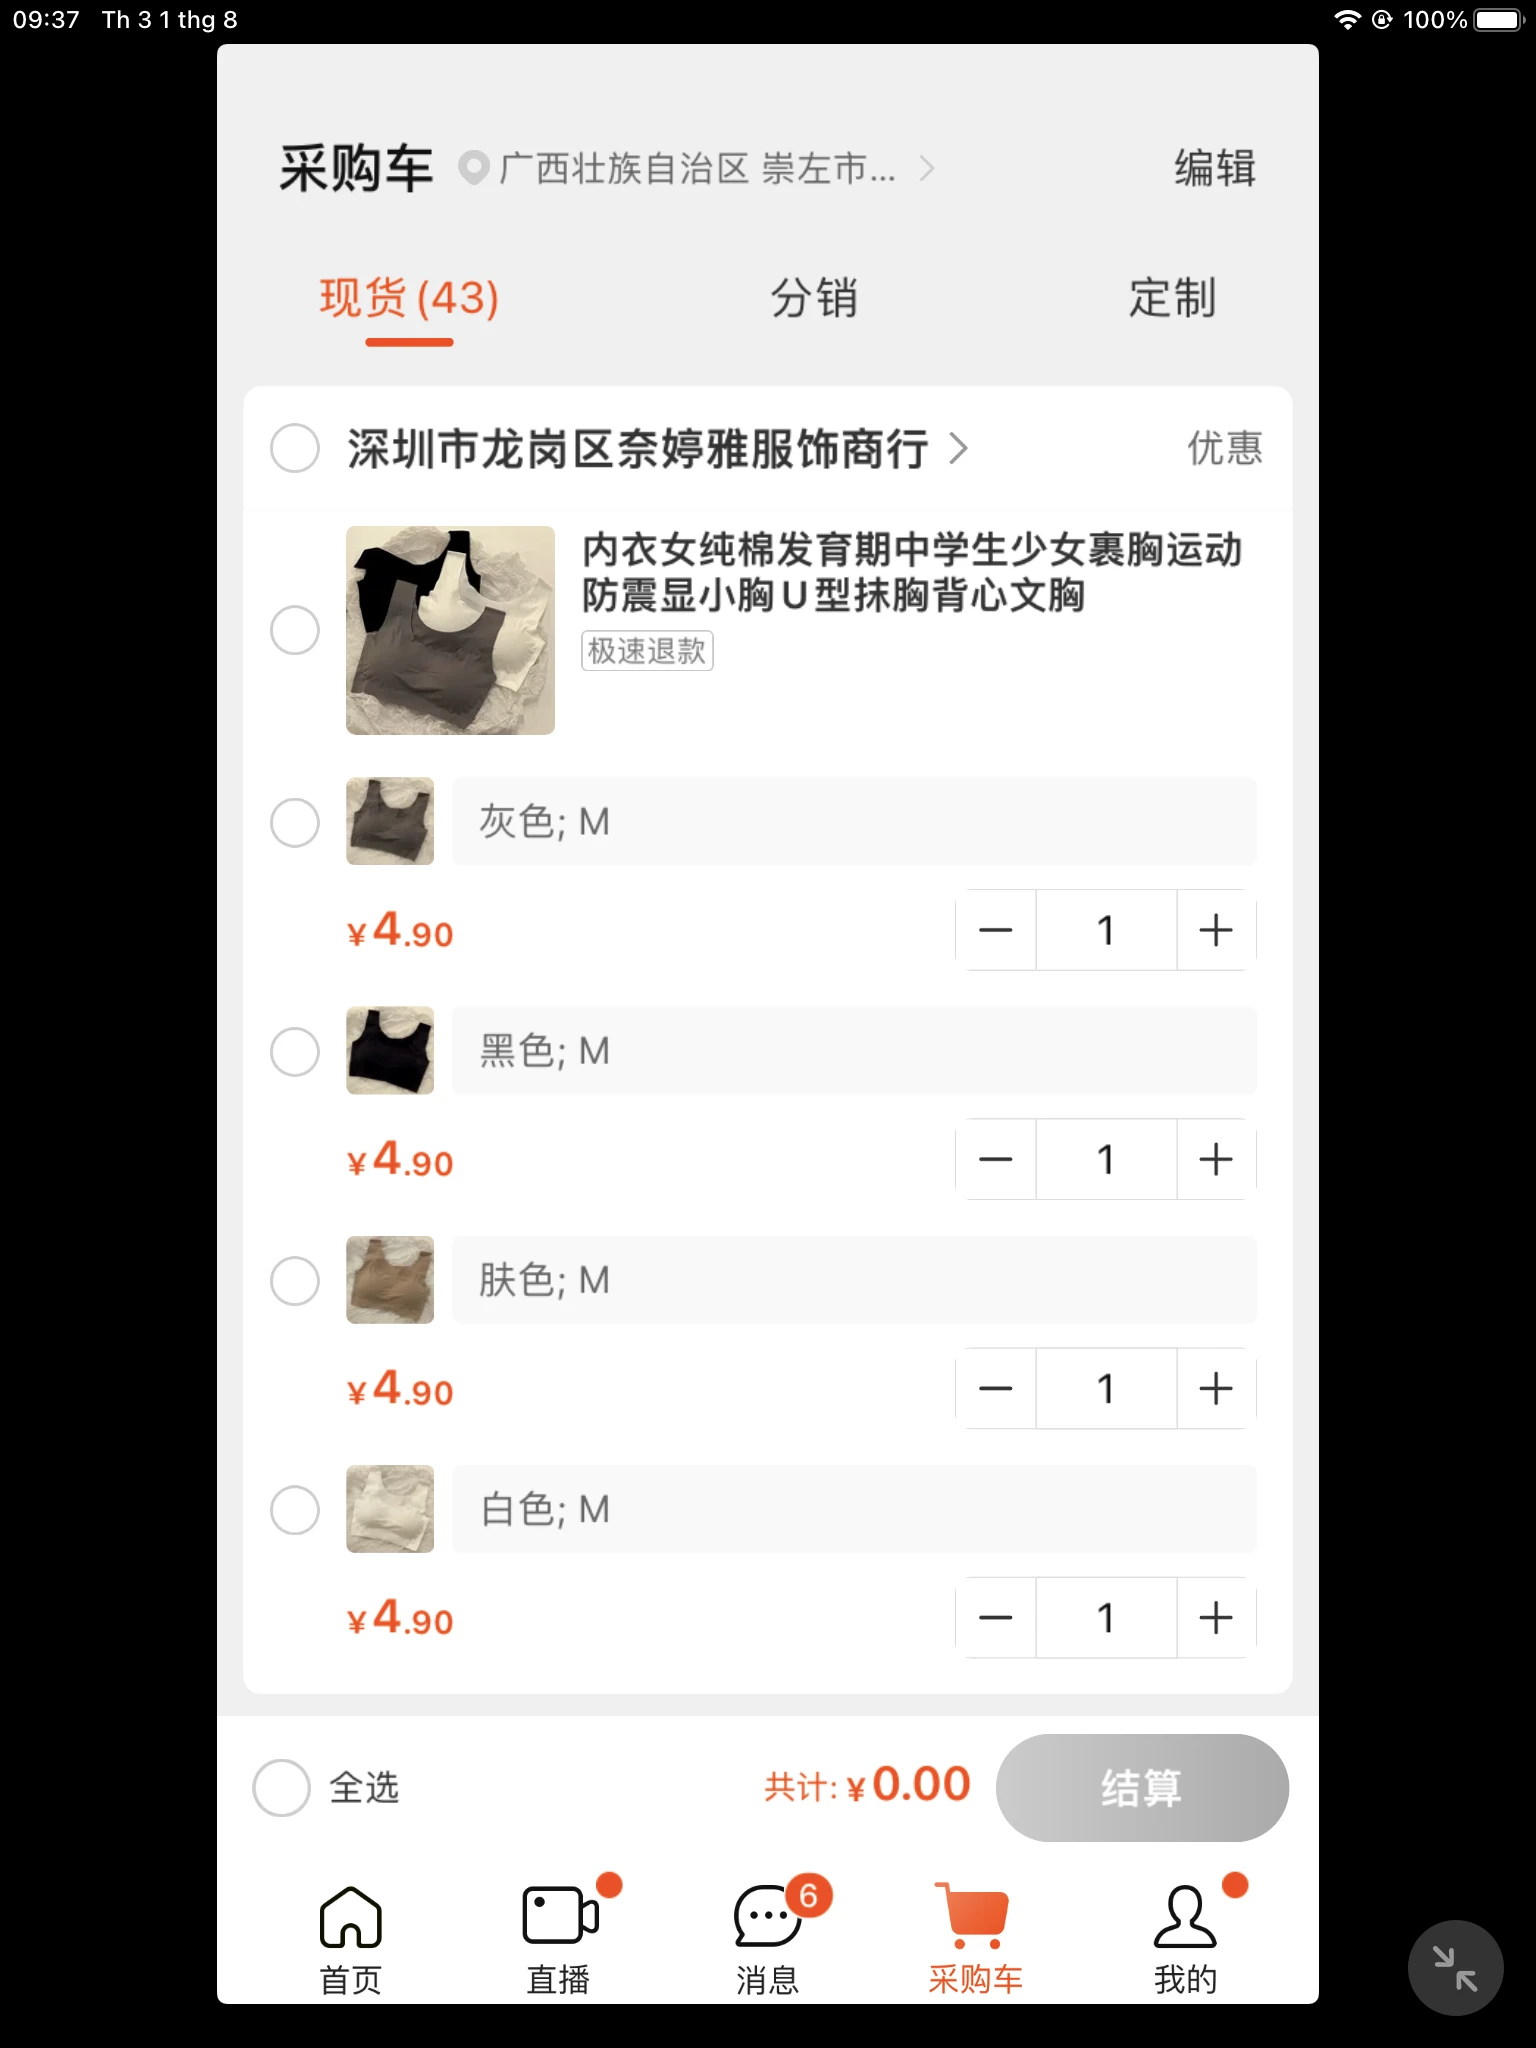 09:37 Th 3 1 thg 8
100%
采购车 广西壮族自治区 崇左市...
编辑
现货(43) 分销 定制
深圳市龙岗区奈婷雅服饰商行 优惠
内衣女纯棉发育期中学生少女裹胸运动
防震显小胸U型抹胸背心文胸
极速退款
灰色; M
¥4.90
1
黑色; M
¥4.90
1
肤色; M
¥4.90
1
白色; M
¥4.90
1
全选 共计: ¥0.00 结算
6
首页 直播 消息 采购车 我的